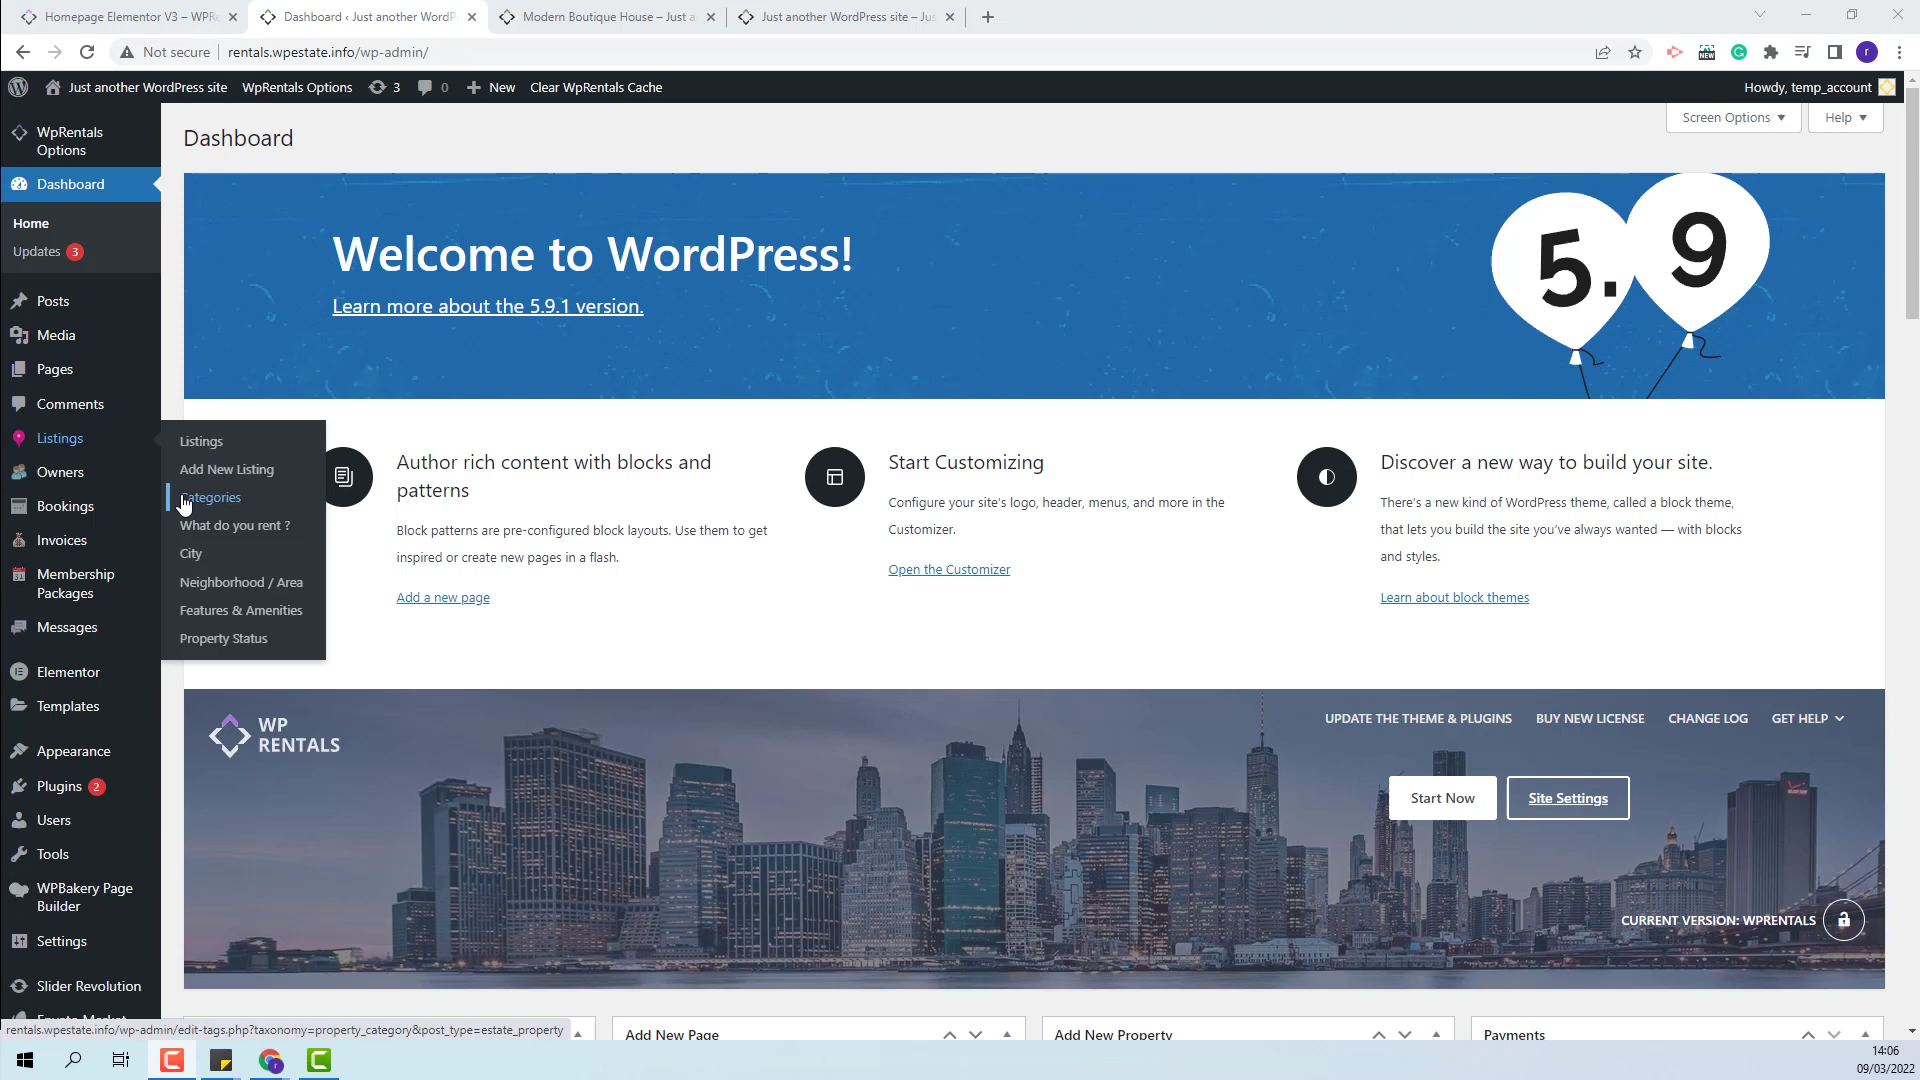 Homepage Elementor V3 – WPRe
Dashboard ‹ Just another WordP
Modern Boutique House – Just a
Just another WordPress site – Jus
Not secure
rentals.wpestate.info/wp-admin/
NEW
r
Just another WordPress site
WpRentals Options
3
0
New
Clear WpRentals Cache
Howdy, temp_account
WpRentals
Options
Dashboard
Home
Updates 3
Posts
Media
Pages
Comments
Listings
Owners
Bookings
Invoices
Membership
Packages
Messages
Elementor
Templates
Appearance
Plugins 2
Users
Tools
WPBakery Page
Builder
Settings
Slider Revolution
Listings
Add New Listing
Categories
What do you rent ?
City
Neighborhood / Area
Features & Amenities
Property Status
Dashboard
Screen Options
Help
Welcome to WordPress!
Learn more about the 5.9.1 version.
5.9
Author rich content with blocks and
patterns
Block patterns are pre-configured block layouts. Use them to get
inspired or create new pages in a flash.
Add a new page
Start Customizing
Configure your site's logo, header, menus, and more in the
Customizer.
Open the Customizer
Discover a new way to build your site.
There's a new kind of WordPress theme, called a block theme,
that lets you build the site you've always wanted — with blocks
and styles.
Learn about block themes
WP
RENTALS
UPDATE THE THEME & PLUGINS
BUY NEW LICENSE
CHANGE LOG
GET HELP
Start Now
Site Settings
CURRENT VERSION: WPRENTALS
rentals.wpestate.info/wp-admin/edit-tags.php?taxonomy=property_category&post_type=estate_property
Add New Page
Add New Property
Payments
14:06
09/03/2022